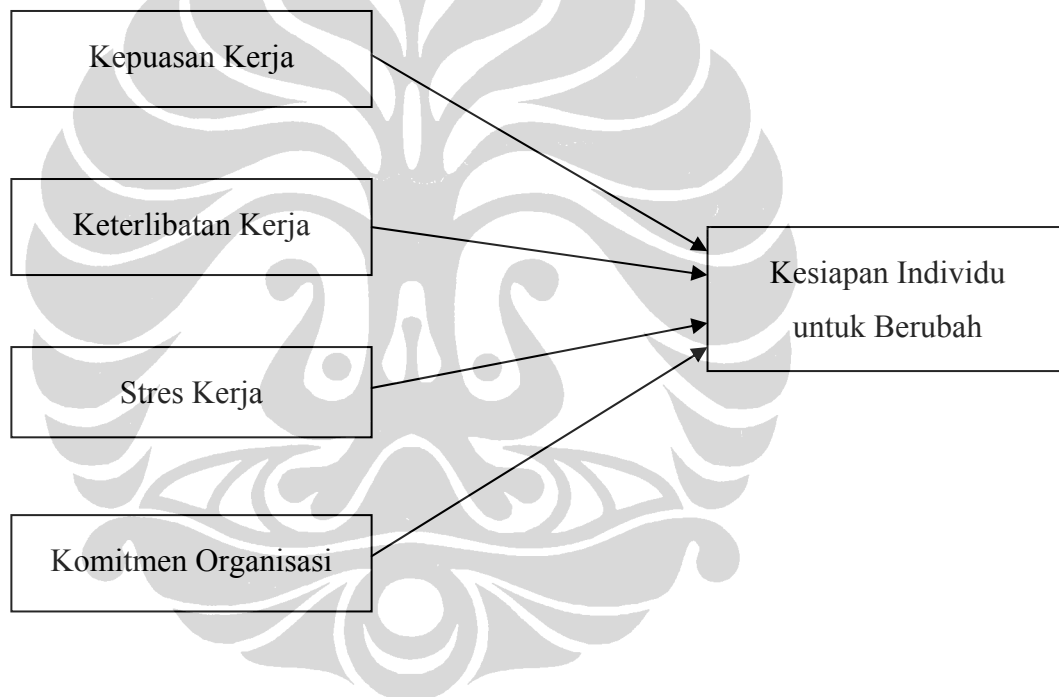 Kepuasan Kerja
Keterlibatan Kerja
Stres Kerja
Komitmen Organisasi
Kesiapan Individu
untuk Berubah